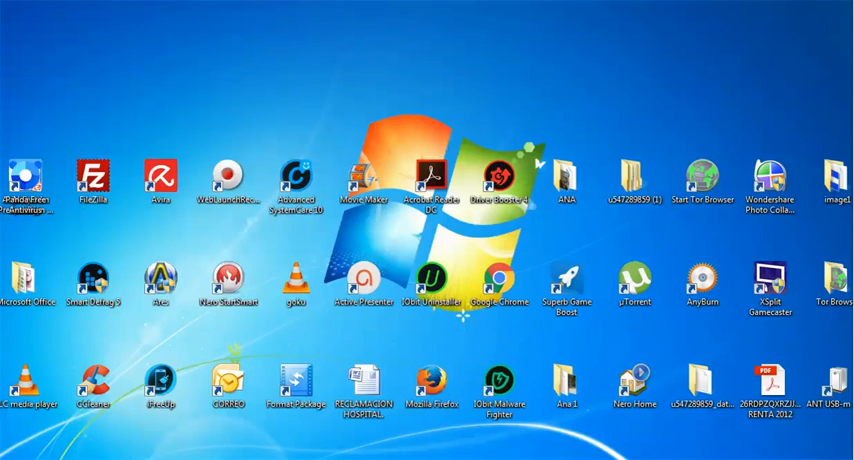 FileZilla
Avira
WebLaunchRec...
Advanced
SystemCare 10
Movie Maker
Acrobat Reader
DC
Driver Booster 4
ANA
u547289859 (1)
Start Tor Browser
Wondershare
Photo Colla...
image1
Microsoft Office
Smart Defrag 5
Ares
Nero StartSmart
goku
Active Presenter
IObit Uninstaller
Google Chrome
Superb Game
Boost
µTorrent
AnyBurn
XSplit
Gamecaster
Tor Brows
LC media player
CCleaner
iFreeUp
CORREO
Format Package
RECLAMACION
HOSPITAL.
Mozilla Firefox
IObit Malware
Fighter
Ana 1
Nero Home
u547289859_dat...
PDF
26RDPZQXRZJJ...
RENTA 2012
ANT USB-m